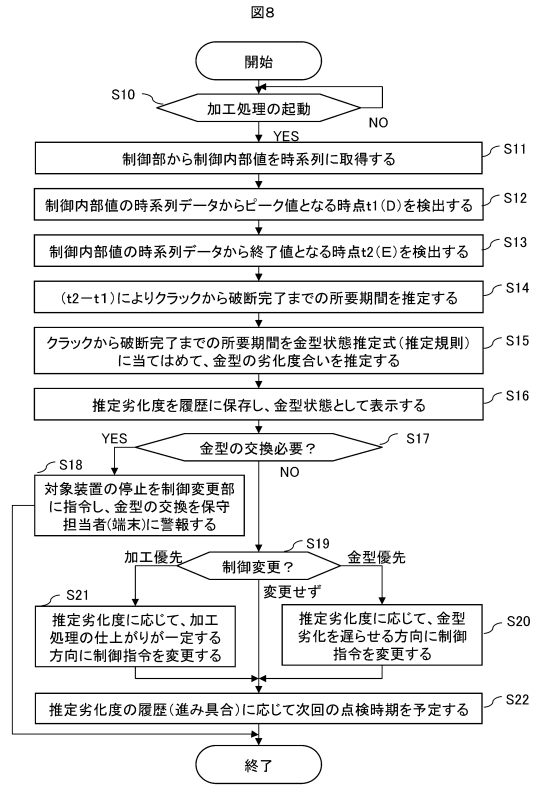 図8
開始
S10
加工処理の起動
NO
YES
S11
制御部から制御内部値を時系列に取得する
S12
制御内部値の時系列データからピーク値となる時点t1(D)を検出する
S13
制御内部値の時系列データから終了値となる時点t2(E)を検出する
S14
(t2-t1)によりクラックから破断完了までの所要期間を推定する
S15
クラックから破断完了までの所要期間を金型状態推定式(推定規則)
に当てはめて、金型の劣化度合いを推定する
S16
推定劣化度を履歴に保存し、金型状態として表示する
YES
S17
金型の交換必要?
NO
S18
対象装置の停止を制御変更部
に指令し、金型の交換を保守
担当者(端末)に警報する
S19
加工優先
制御変更?
金型優先
変更せず
S21
推定劣化度に応じて、加工
処理の仕上がりが一定する
方向に制御指令を変更する
S20
推定劣化度に応じて、金型
劣化を遅らせる方向に制御
指令を変更する
S22
推定劣化度の履歴(進み具合)に応じて次回の点検時期を予定する
終了